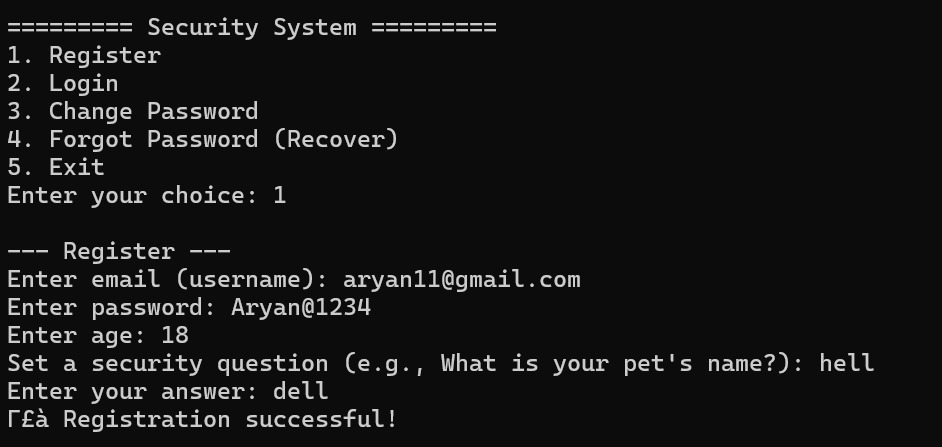 ========= Security System =========
1. Register
2. Login
3. Change Password
4. Forgot Password (Recover)
5. Exit
Enter your choice: 1
--- Register ---
Enter email (username): aryan11@gmail.com
Enter password: Aryan@1234
Enter age: 18
Set a security question (e.g., What is your pet's name?): hell
Enter your answer: dell
Γ£à Registration successful!